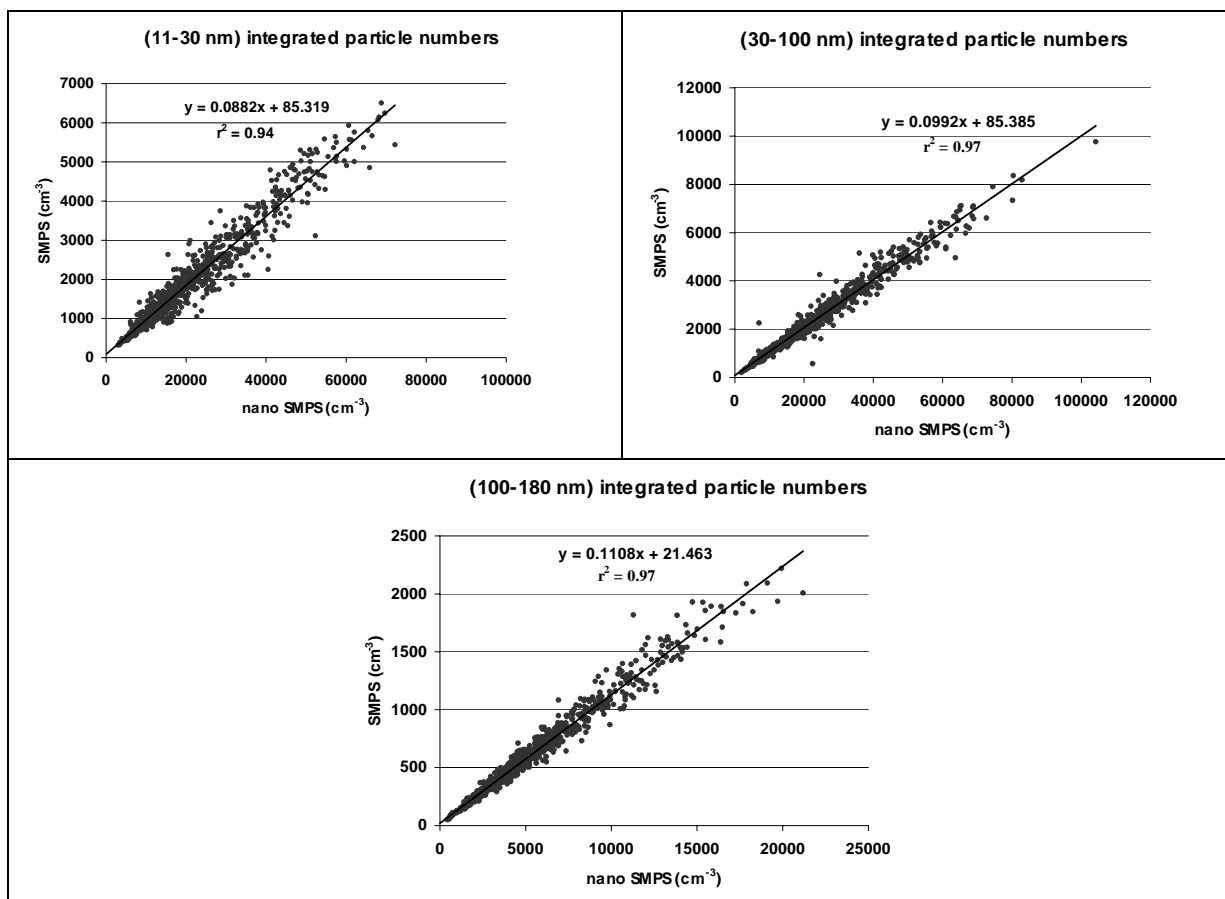 (11-30 nm) integrated particle numbers
7000
6000
5000
4000
3000
2000
1000
0
SMPS (cm-3)
y = 0.0882x + 85.319
r2 = 0.94
0 20000 40000 60000 80000 100000
nano SMPS (cm-3)
(30-100 nm) integrated particle numbers
12000
10000
8000
6000
4000
2000
0
SMPS (cm-3)
y = 0.0992x + 85.385
r2 = 0.97
0 20000 40000 60000 80000 100000 120000
nano SMPS (cm-3)
(100-180 nm) integrated particle numbers
2500
2000
1500
1000
500
0
SMPS (cm-3)
y = 0.1108x + 21.463
r2 = 0.97
0 5000 10000 15000 20000 25000
nano SMPS (cm-3)